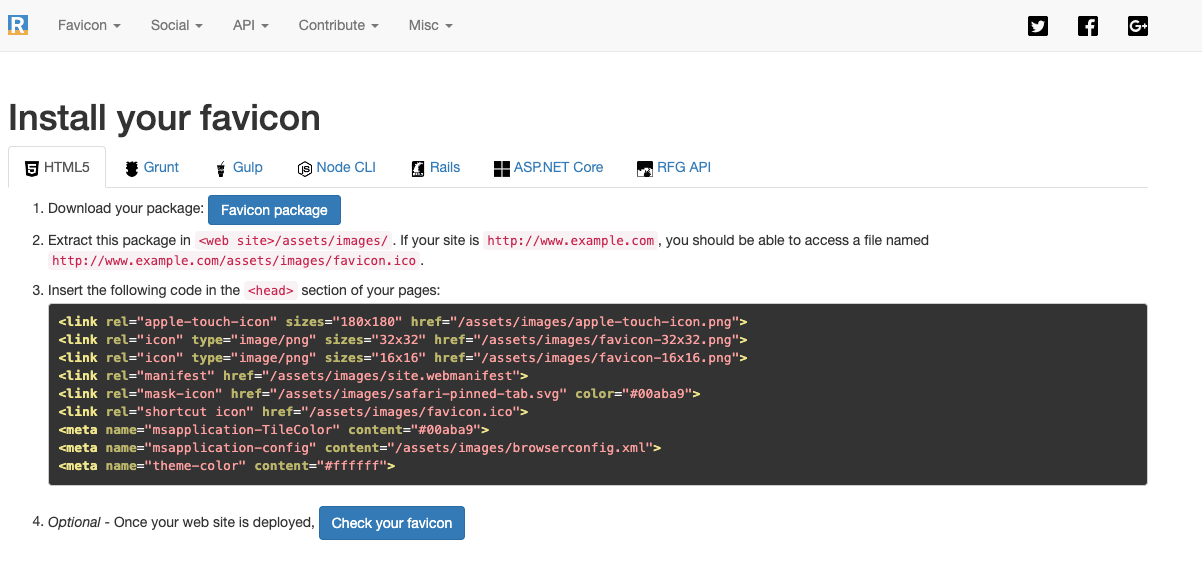 R Favicon Social API Contribute Misc G+
Install your favicon
HTML5 Grunt Gulp Node CLI Rails ASP.NET Core RFG API
1. Download your package: Favicon package
2. Extract this package in <web site>/assets/images/. If your site is http://www.example.com, you should be able to access a file named
http://www.example.com/assets/images/favicon.ico.
3. Insert the following code in the <head> section of your pages:
<link rel="apple-touch-icon" sizes="180x180" href="/assets/images/apple-touch-icon.png">
<link rel="icon" type="image/png" sizes="32x32" href="/assets/images/favicon-32x32.png">
<link rel="icon" type="image/png" sizes="16x16" href="/assets/images/favicon-16x16.png">
<link rel="manifest" href="/assets/images/site.webmanifest">
<link rel="mask-icon" href="/assets/images/safari-pinned-tab.svg" color="#00aba9">
<link rel="shortcut icon" href="/assets/images/favicon.ico">
<meta name="msapplication-TileColor" content="#00aba9">
<meta name="msapplication-config" content="/assets/images/browserconfig.xml">
<meta name="theme-color" content="#ffffff">
4. Optional - Once your web site is deployed, Check your favicon